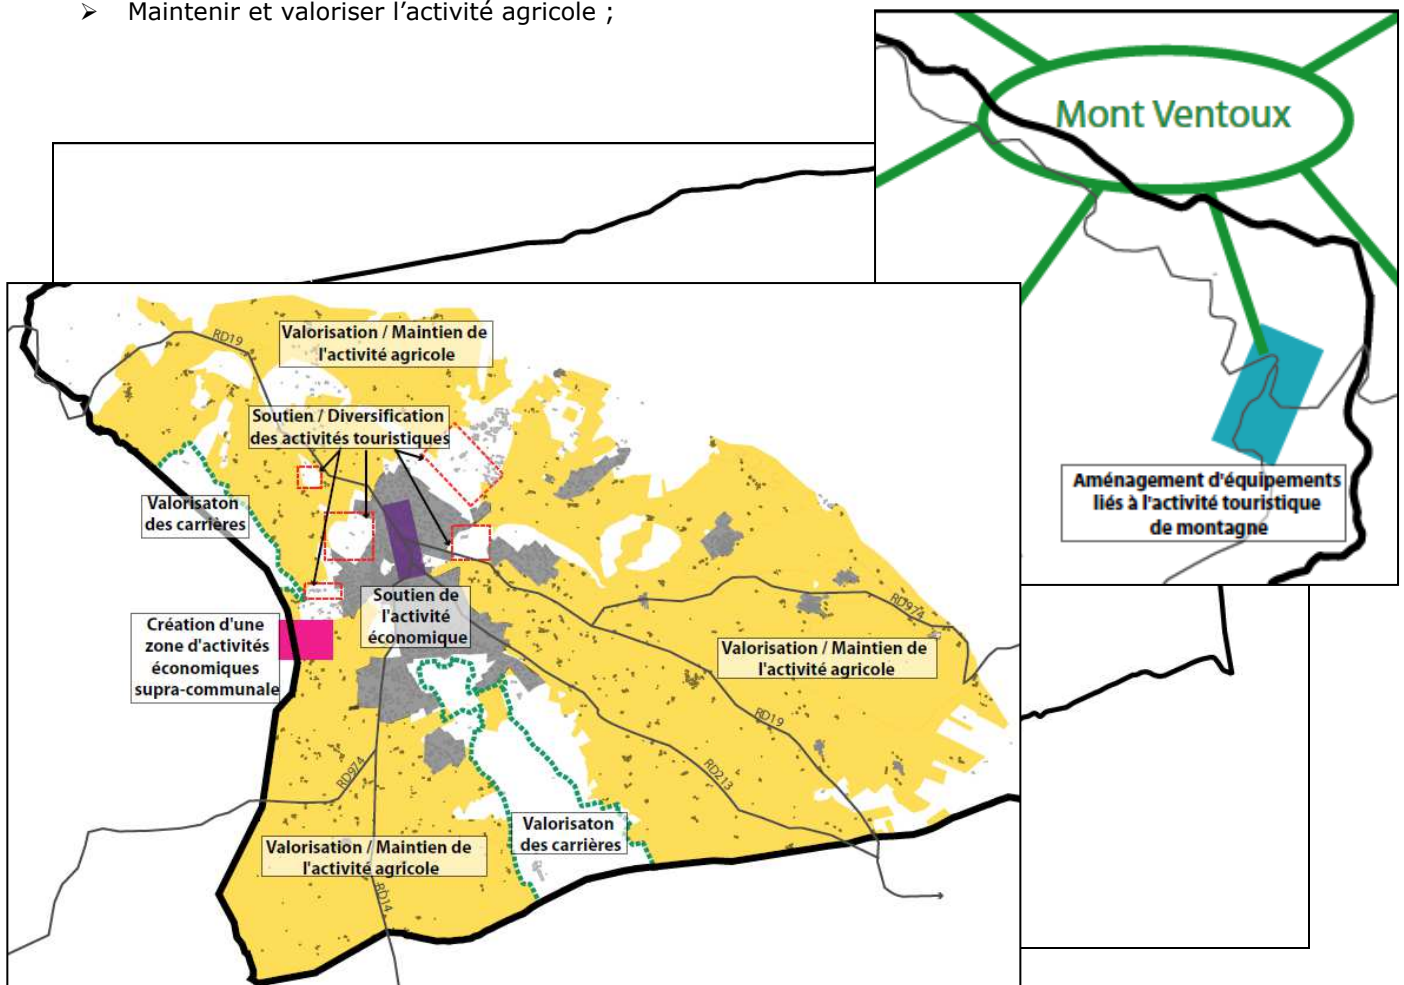 ➢ Maintenir et valoriser l’activité agricole ;
Mont Ventoux
Aménagement d'équipements
liés à l'activité touristique
de montagne
RD19
Valorisation / Maintien de
l'activité agricole
Soutien / Diversification
des activités touristiques
Valorisaton
des carrières
Soutien de
l'activité
économique
Création d'une
zone d'activités
économiques
supra-communale
RD974
Valorisation / Maintien de
l'activité agricole
RD19
RD213
RD974
Valorisaton
des carrières
Valorisation / Maintien de
l'activité agricole
RD14